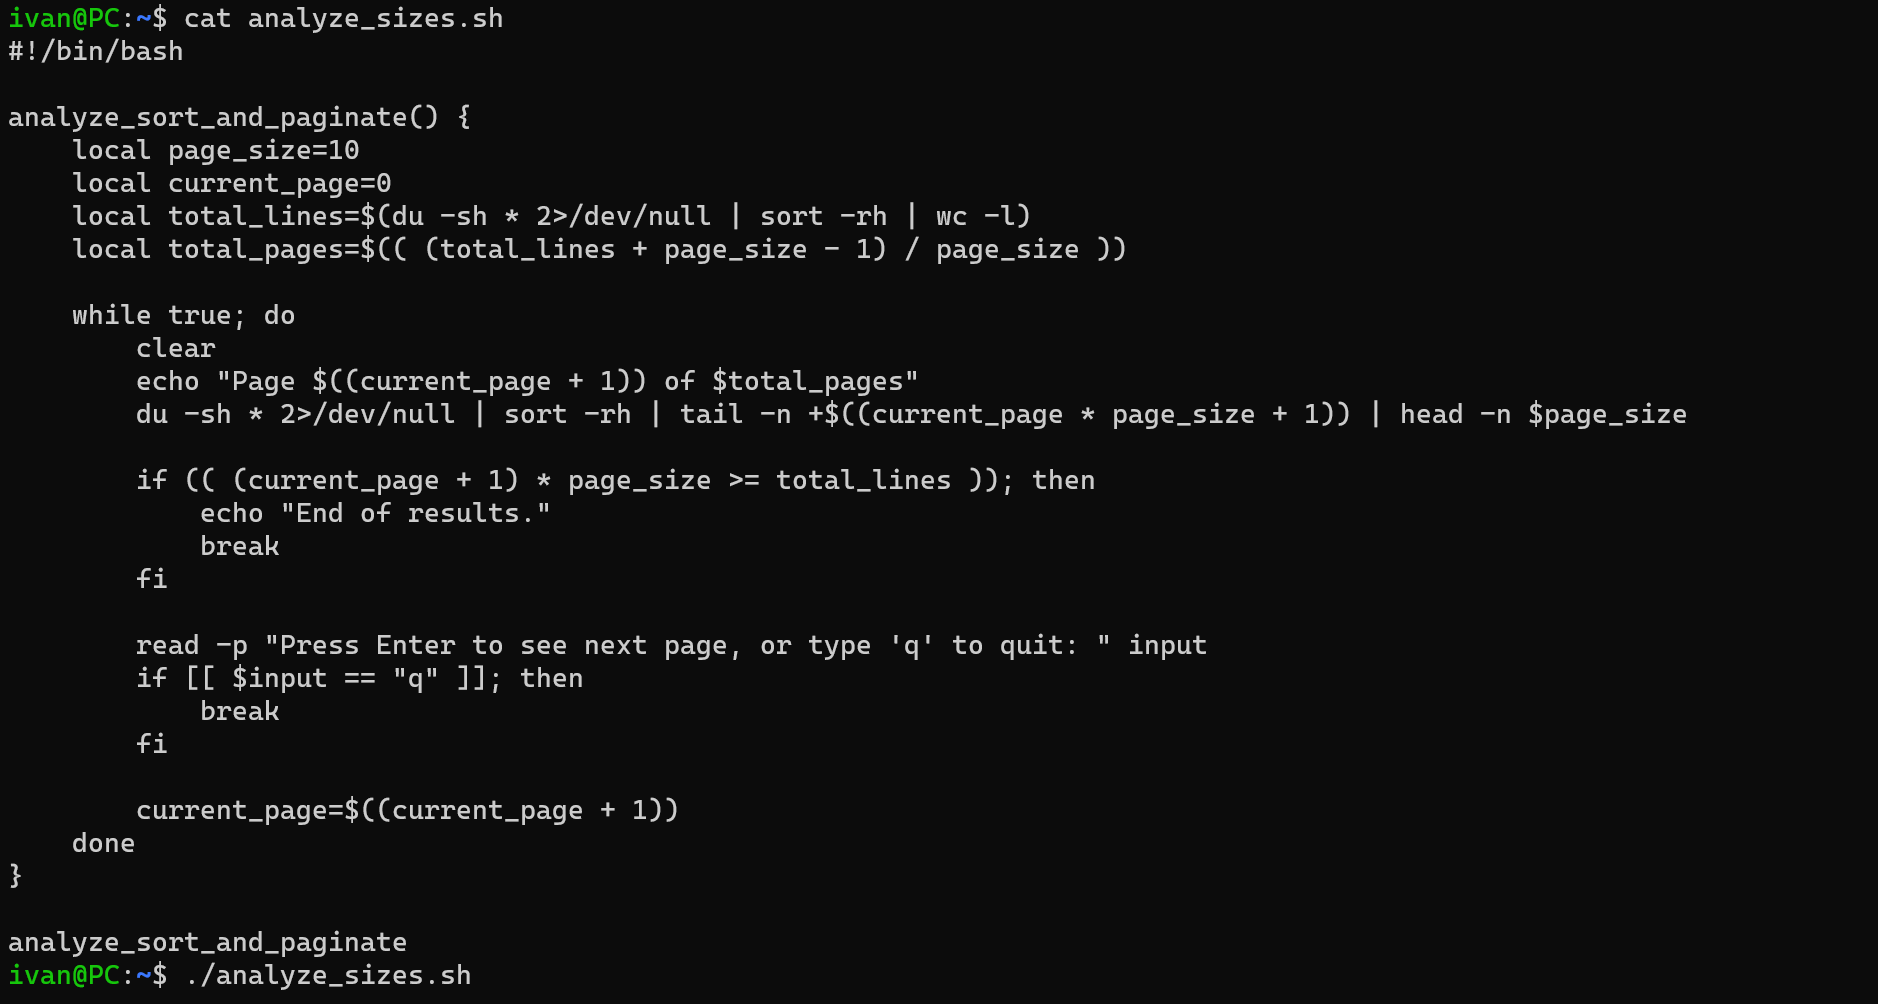 ivan@PC:~$ cat analyze_sizes.sh
#!/bin/bash

analyze_sort_and_paginate() {
    local page_size=10
    local current_page=0
    local total_lines=$(du -sh * 2>/dev/null | sort -rh | wc -l)
    local total_pages=$(( (total_lines + page_size - 1) / page_size ))

    while true; do
        clear
        echo "Page $((current_page + 1)) of $total_pages"
        du -sh * 2>/dev/null | sort -rh | tail -n +$((current_page * page_size + 1)) | head -n $page_size

        if (( (current_page + 1) * page_size >= total_lines )); then
            echo "End of results."
            break
        fi

        read -p "Press Enter to see next page, or type 'q' to quit: " input
        if [[ $input == "q" ]]; then
            break
        fi

        current_page=$((current_page + 1))
    done
}

analyze_sort_and_paginate
ivan@PC:~$ ./analyze_sizes.sh